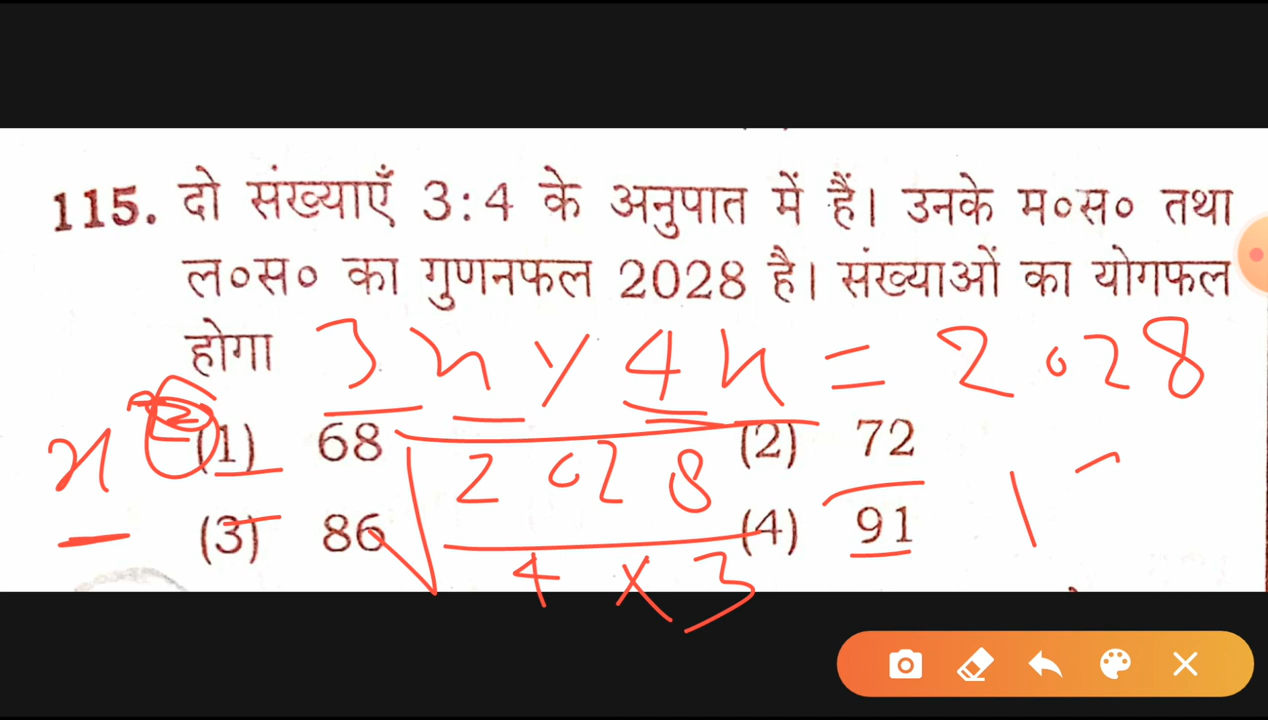 115. दो संख्याएँ 3:4 के अनुपात में हैं। उनके म०स० तथा
ल०स० का गुणनफल 2028 है। संख्याओं का योगफल
होगा
3x × 4x = 2028
(1) 68 (2) 72
x² √2028
(3) 86 (4) 91
4 × 3